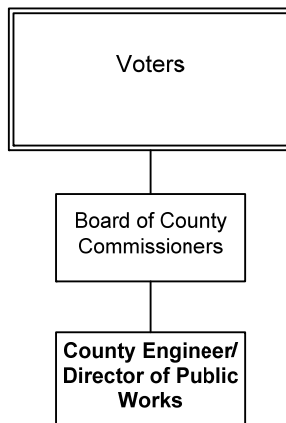 Voters
Board of County
Commissioners
County Engineer/
Director of Public
Works